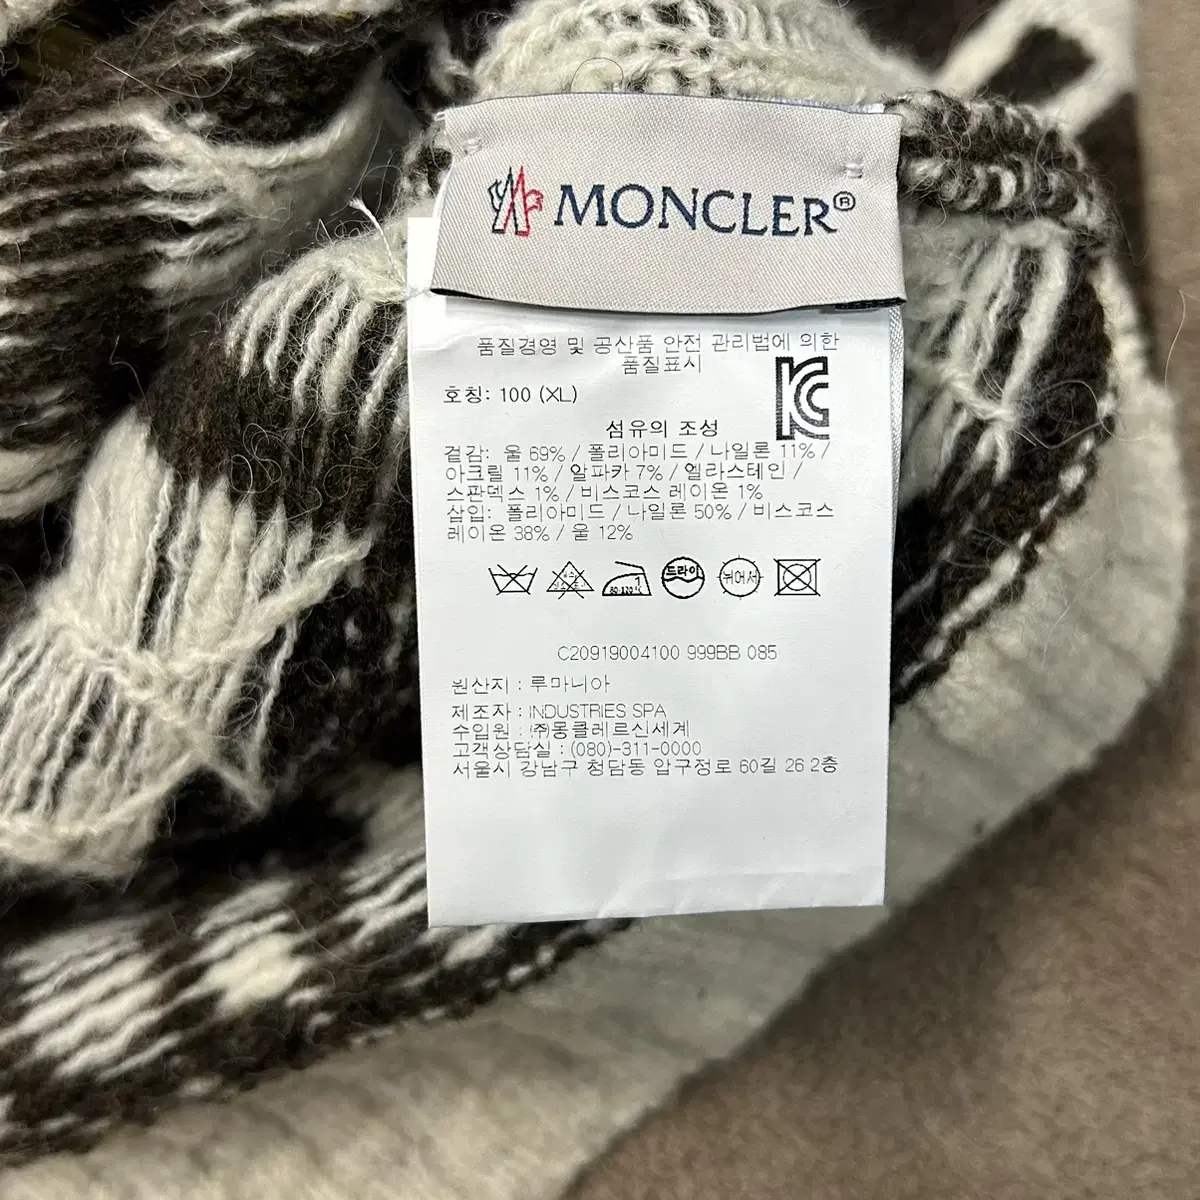 MONCLER®
품질경영 및 공산품 안전 관리법에 의한
품질표시
호칭: 100 (XL)
섬유의 조성
겉감: 울 69% / 폴리아미드 / 나일론 11% /
아크릴 11% / 알파카 7% / 엘라스테인 /
스판덱스 1% / 비스코스 레이온 1%
삽입: 폴리아미드 / 나일론 50% / 비스코스
레이온 38% / 울 12%
드라이
뉘어서
C20919004100 999BB 085
원산지 : 루마니아
제조자 : INDUSTRIES SPA
수입원 : (주)몽클레르신세계
고객상담실 : (080)-311-0000
서울시 강남구 청담동 압구정로 60길 26 2층